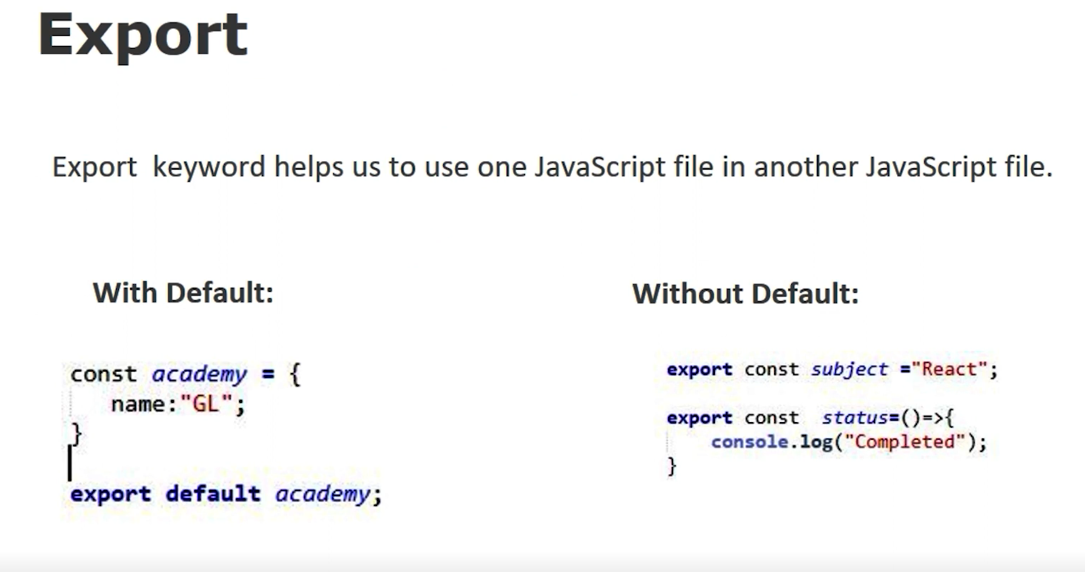 Export
Export keyword helps us to use one JavaScript file in another JavaScript file.
With Default:
const academy = {
name:"GL";
}
export default academy;
Without Default:
export const subject ="React";
export const status=()=>{
console.log("Completed");
}